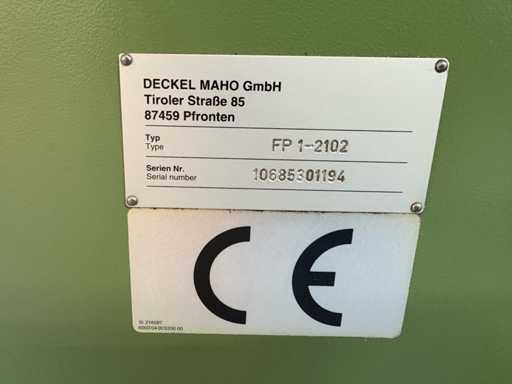 DECKEL MAHO GmbH
Tiroler Straße 85
87459 Pfronten
Typ
Type FP 1-2102
Serien Nr.
Serial number 10685301194
CE